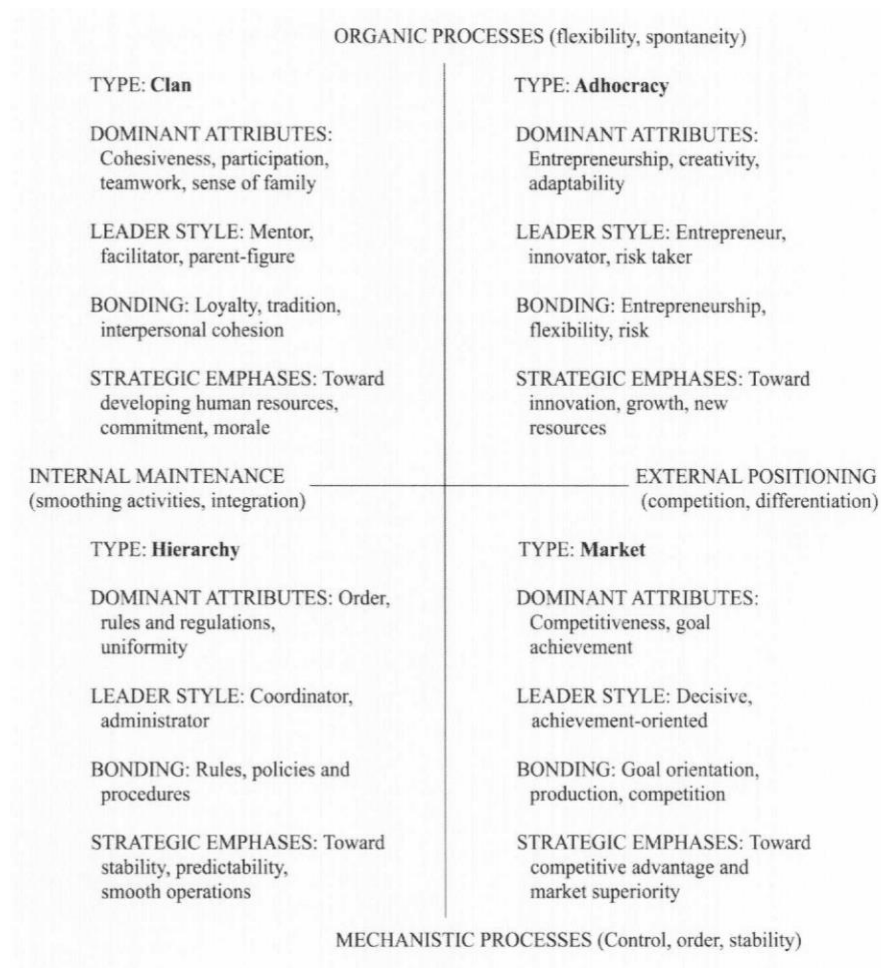 ORGANIC PROCESSES (flexibility, spontaneity)
TYPE: Clan
DOMINANT ATTRIBUTES:
Cohesiveness, participation,
teamwork, sense of family
LEADER STYLE: Mentor,
facilitator, parent-figure
BONDING: Loyalty, tradition,
interpersonal cohesion
STRATEGIC EMPHASES: Toward
developing human resources,
commitment, morale
TYPE: Adhocracy
DOMINANT ATTRIBUTES:
Entrepreneurship, creativity,
adaptability
LEADER STYLE: Entrepreneur,
innovator, risk taker
BONDING: Entrepreneurship,
flexibility, risk
STRATEGIC EMPHASES: Toward
innovation, growth, new
resources
INTERNAL MAINTENANCE
(smoothing activities, integration)
EXTERNAL POSITIONING
(competition, differentiation)
TYPE: Hierarchy
DOMINANT ATTRIBUTES: Order,
rules and regulations,
uniformity
LEADER STYLE: Coordinator,
administrator
BONDING: Rules, policies and
procedures
STRATEGIC EMPHASES: Toward
stability, predictability,
smooth operations
TYPE: Market
DOMINANT ATTRIBUTES:
Competitiveness, goal
achievement
LEADER STYLE: Decisive,
achievement-oriented
BONDING: Goal orientation,
production, competition
STRATEGIC EMPHASES: Toward
competitive advantage and
market superiority
MECHANISTIC PROCESSES (Control, order, stability)